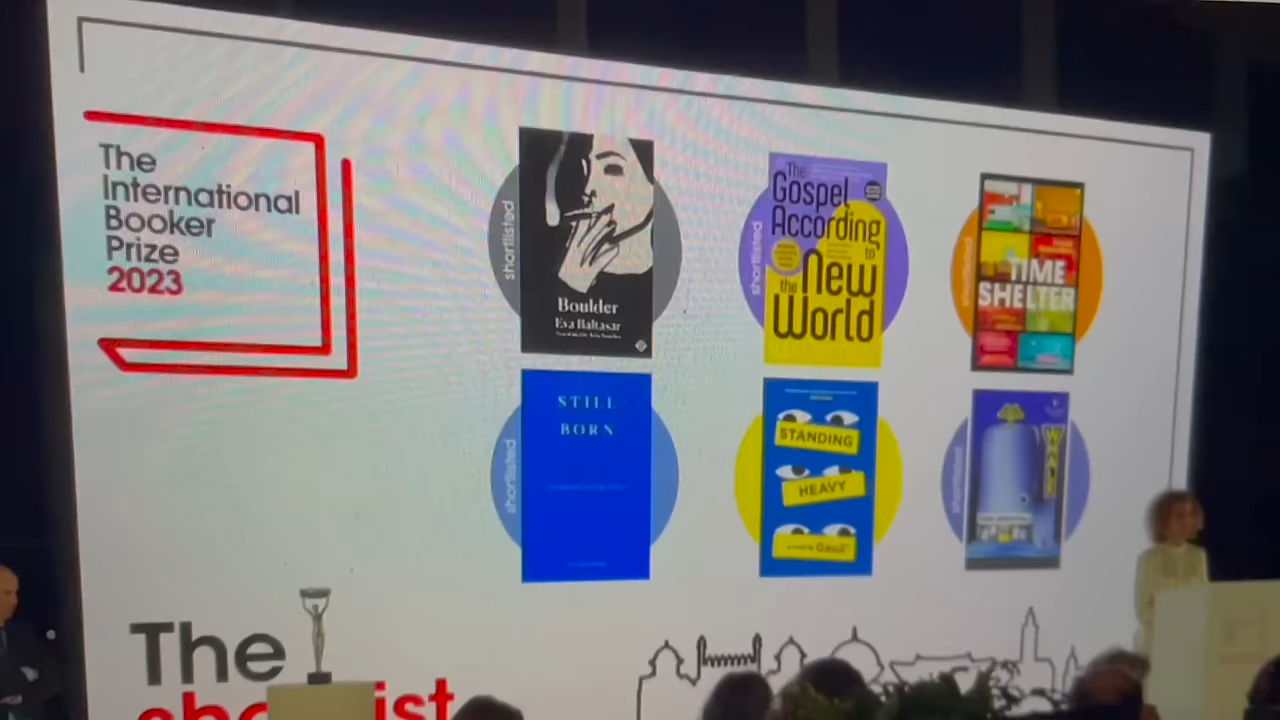 The
International
Booker
Prize
2023
shortlisted
Boulder
Eva Baltasar
shortlisted
The
Gospel
According
to
the New
World
TIME
SHELTER
shortlisted
STILL
BORN
STANDING
HEAVY
GauZ'
shortlisted
The